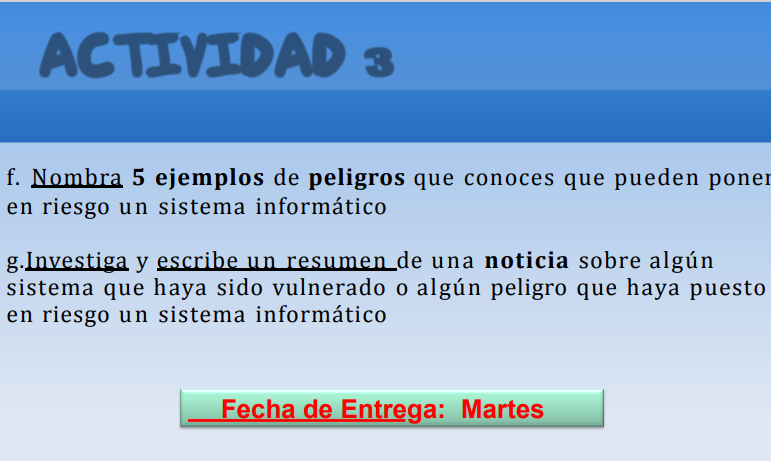 ACTIVIDAD 3
f. Nombra 5 ejemplos de peligros que conoces que pueden poner
en riesgo un sistema informático
g.Investiga y escribe un resumen de una noticia sobre algún
sistema que haya sido vulnerado o algún peligro que haya puesto
en riesgo un sistema informático
Fecha de Entrega: Martes